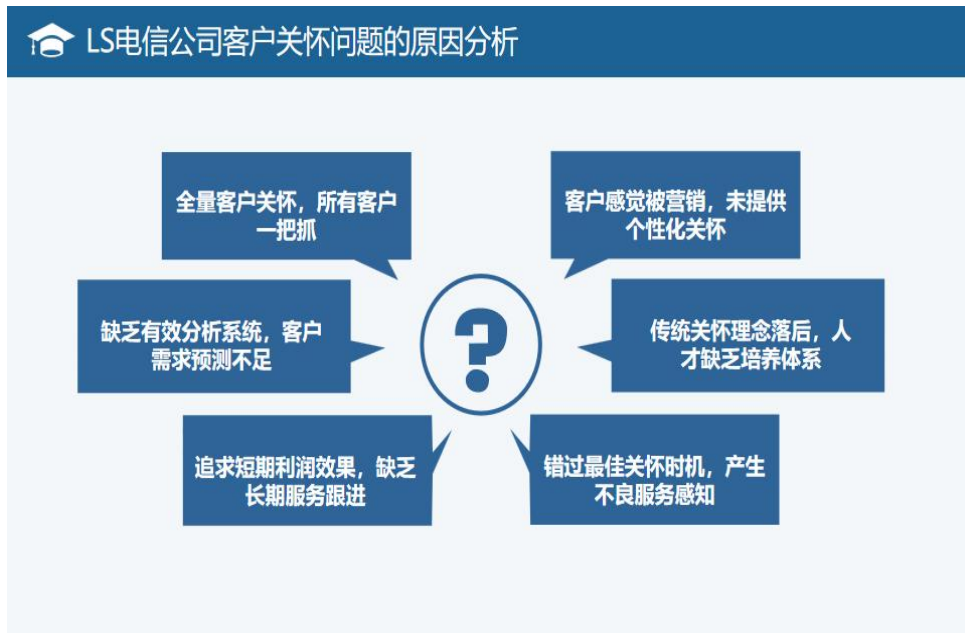 LS电信公司客户关怀问题的原因分析
全量客户关怀，所有客户
一把抓
客户感觉被营销，未提供
个性化关怀
缺乏有效分析系统，客户
需求预测不足
?
传统关怀理念落后，人
才缺乏培养体系
追求短期利润效果，缺乏
长期服务跟进
错过最佳关怀时机，产生
不良服务感知